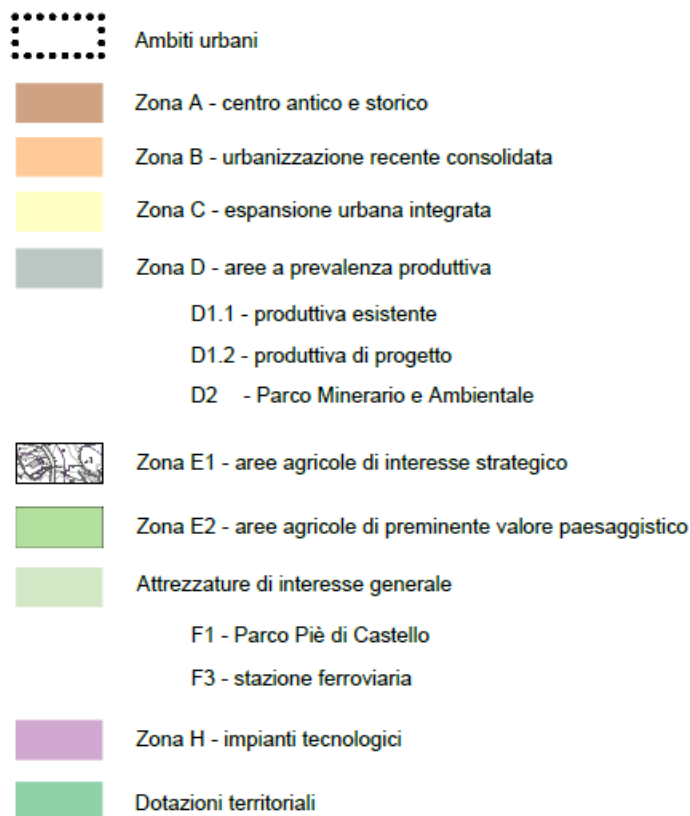 Ambiti urbani
Zona A - centro antico e storico
Zona B - urbanizzazione recente consolidata
Zona C - espansione urbana integrata
Zona D - aree a prevalenza produttiva
D1.1 - produttiva esistente
D1.2 - produttiva di progetto
D2 - Parco Minerario e Ambientale
Zona E1 - aree agricole di interesse strategico
Zona E2 - aree agricole di preminente valore paesaggistico
Attrezzature di interesse generale
F1 - Parco Piè di Castello
F3 - stazione ferroviaria
Zona H - impianti tecnologici
Dotazioni territoriali